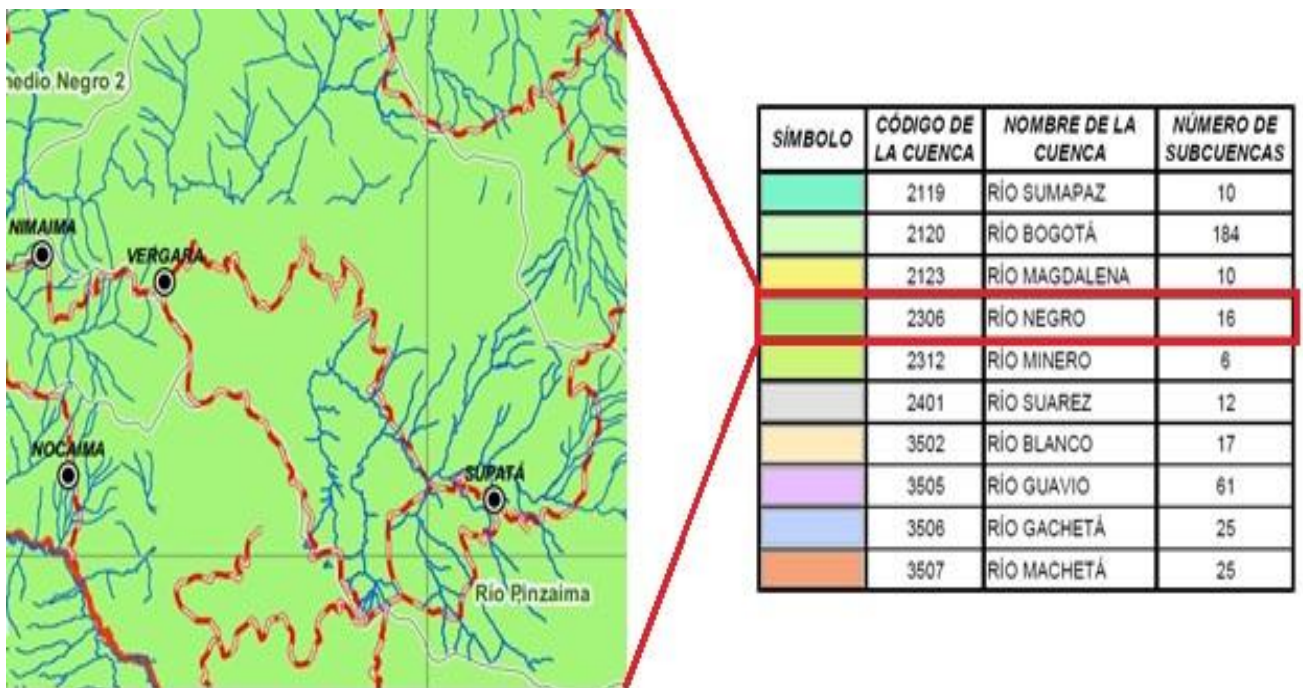 medio Negro 2
NIMAIMA
VERGARA
NOCAIMA
SUPATÁ
Río Pinzaima
SÍMBOLO CÓDIGO DE LA CUENCA NOMBRE DE LA CUENCA NÚMERO DE SUBCUENCAS
2119 RÍO SUMAPAZ 10
2120 RÍO BOGOTÁ 184
2123 RÍO MAGDALENA 10
2306 RÍO NEGRO 16
2312 RÍO MINERO 6
2401 RÍO SUAREZ 12
3502 RÍO BLANCO 17
3505 RÍO GUAVIO 61
3506 RÍO GACHETÁ 25
3507 RÍO MACHETÁ 25